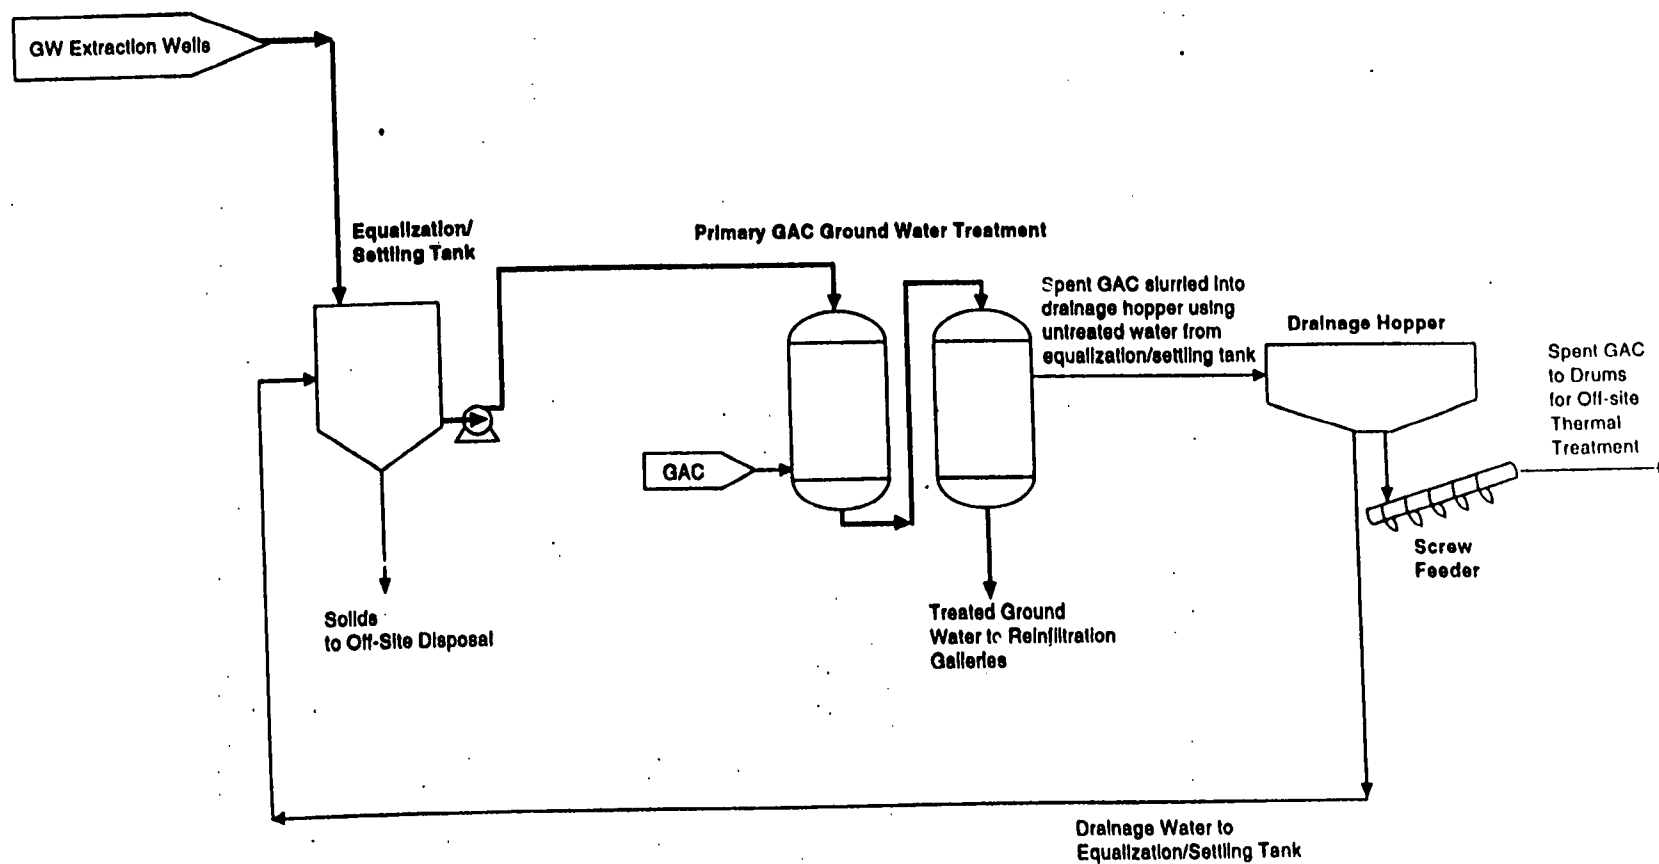 GW Extraction Wells
Equalization/
Settling Tank
Primary GAC Ground Water Treatment
Spent GAC slurried into
drainage hopper using
untreated water from
equalization/settling tank
Drainage Hopper
Spent GAC
to Drums
for Off-site
Thermal
Treatment
GAC
Screw
Feeder
Solids
to Off-Site Disposal
Treated Ground
Water to Reinfiltration
Galleries
Drainage Water to
Equalization/Settling Tank